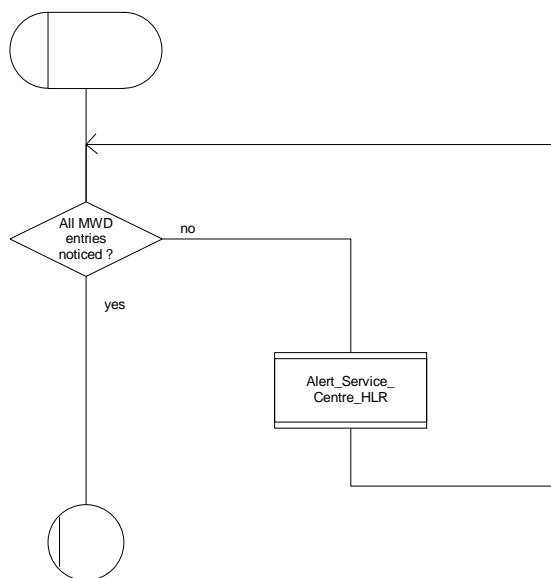 All MWD
entries
noticed ?
no
yes
Alert_Service_
Centre_HLR